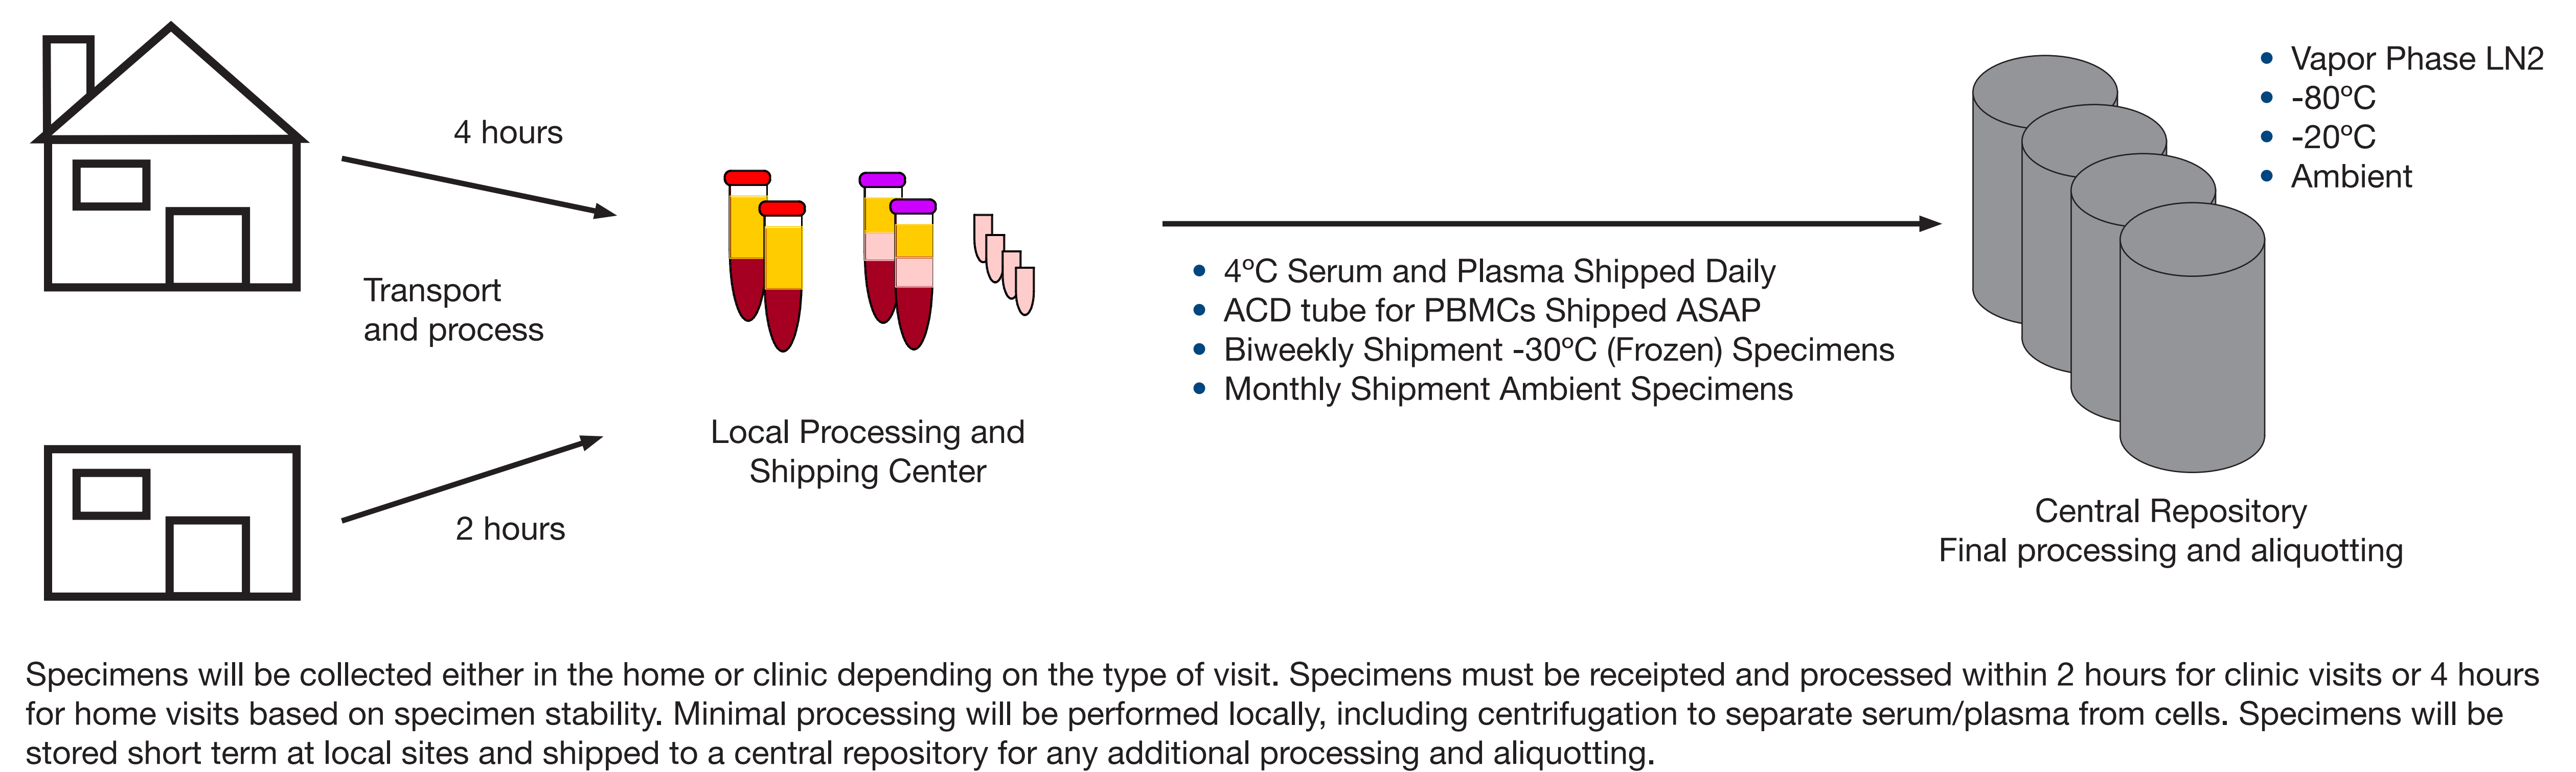 4 hours
Transport
and process
2 hours
Local Processing and
Shipping Center
• 4ºC Serum and Plasma Shipped Daily
• ACD tube for PBMCs Shipped ASAP
• Biweekly Shipment -30ºC (Frozen) Specimens
• Monthly Shipment Ambient Specimens
• Vapor Phase LN2
• -80ºC
• -20ºC
• Ambient
Central Repository
Final processing and aliquotting
Specimens will be collected either in the home or clinic depending on the type of visit. Specimens must be receipted and processed within 2 hours for clinic visits or 4 hours
for home visits based on specimen stability. Minimal processing will be performed locally, including centrifugation to separate serum/plasma from cells. Specimens will be
stored short term at local sites and shipped to a central repository for any additional processing and aliquotting.